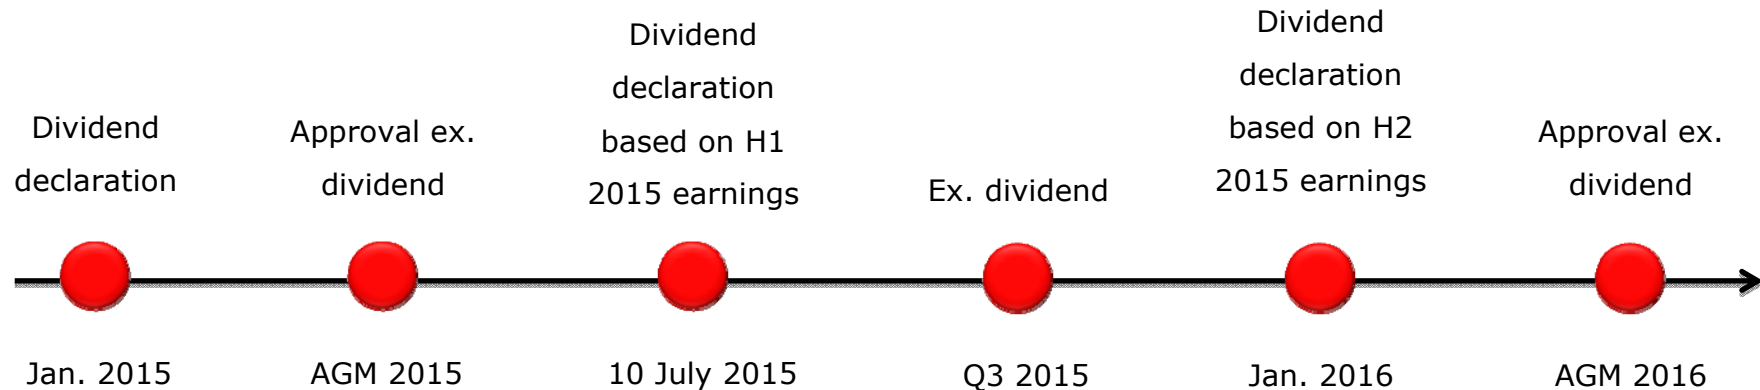 Dividend
declaration
Approval ex.
dividend
Dividend
declaration
based on H1
2015 earnings
Ex. dividend
Dividend
declaration
based on H2
2015 earnings
Approval ex.
dividend
Jan. 2015
AGM 2015
10 July 2015
Q3 2015
Jan. 2016
AGM 2016